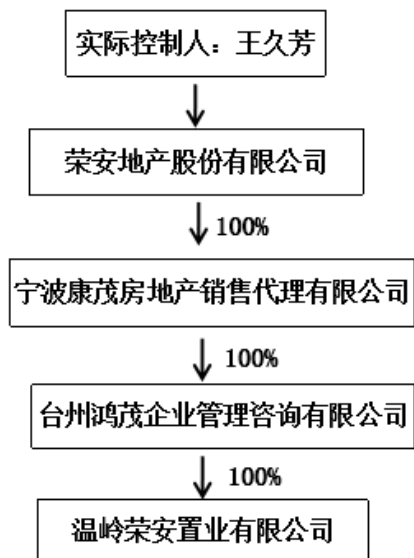 实际控制人：王久芳
荣安地产股份有限公司
100%
宁波康茂房地产销售代理有限公司
100%
台州鸿茂企业管理咨询有限公司
100%
温岭荣安置业有限公司